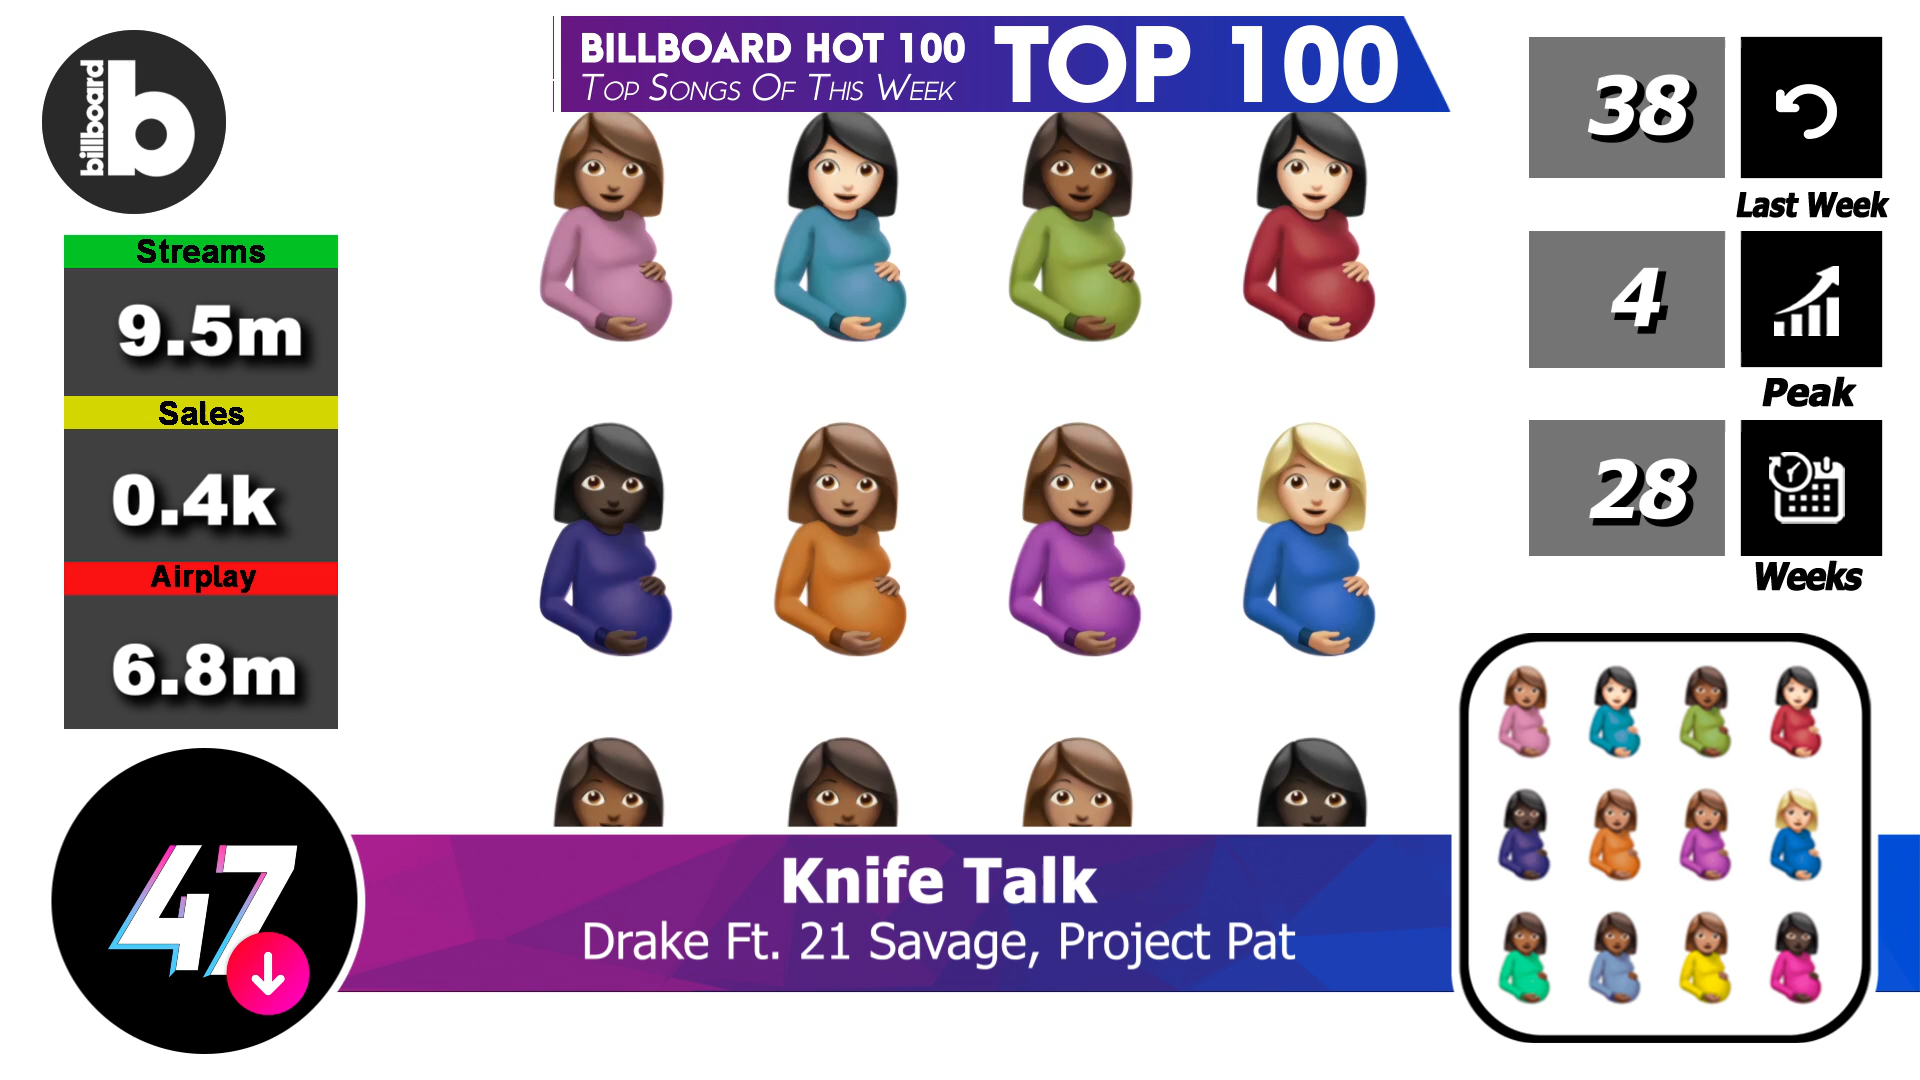 billboard
b
BILLBOARD HOT 100
TOP SONGS OF THIS WEEK
TOP 100
38
Last Week
4
Peak
28
Weeks
Streams
9.5m
Sales
0.4k
Airplay
6.8m
47
Knife Talk
Drake Ft. 21 Savage, Project Pat